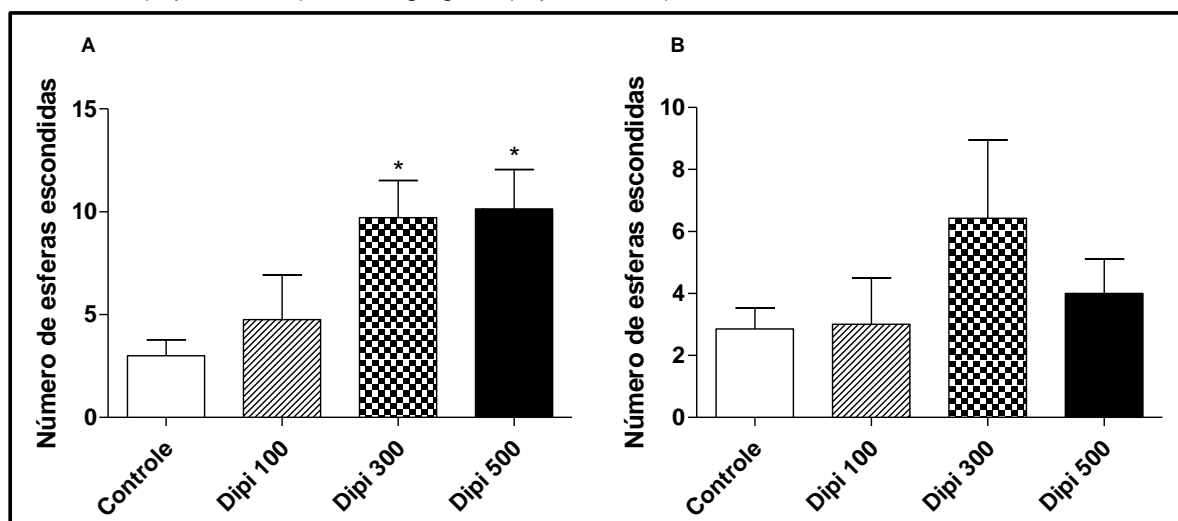 A
Número de esferas escondidas
15
10
5
0
*
*
Controle
Dipi 100
Dipi 300
Dipi 500
B
Número de esferas escondidas
10
8
6
4
2
0
Controle
Dipi 100
Dipi 300
Dipi 500